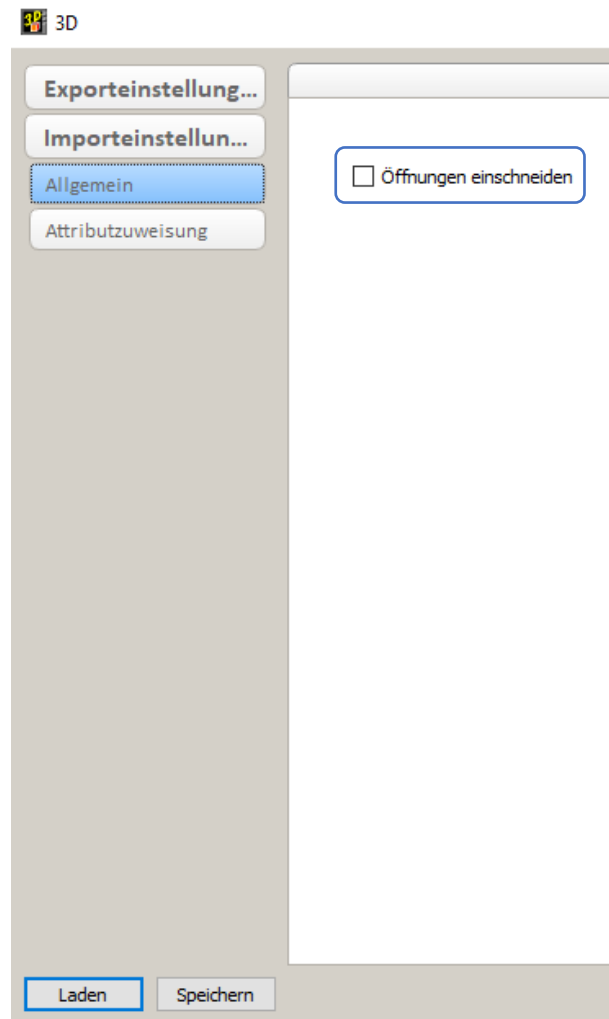 3D
Exporteinstellung...
Importeinstellun...
Allgemein
Attributzuweisung
Öffnungen einschneiden
Laden
Speichern